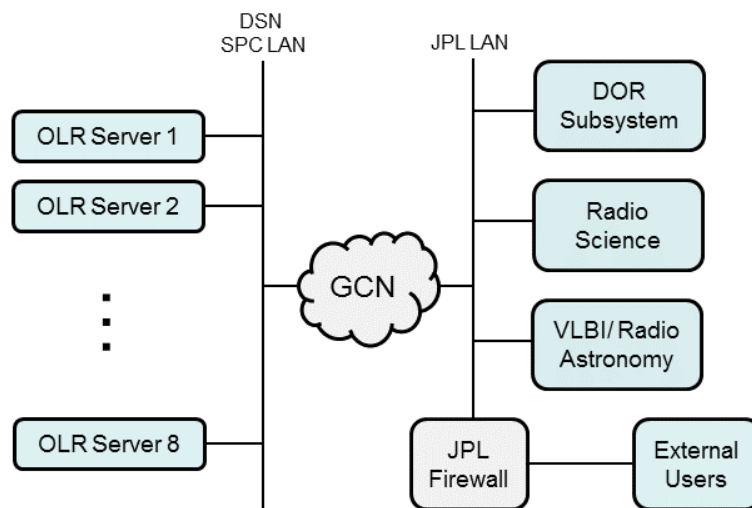 DSN
SPC LAN
JPL LAN
OLR Server 1
OLR Server 2
OLR Server 8
GCN
DOR
Subsystem
Radio
Science
VLBI/ Radio
Astronomy
JPL
Firewall
External
Users